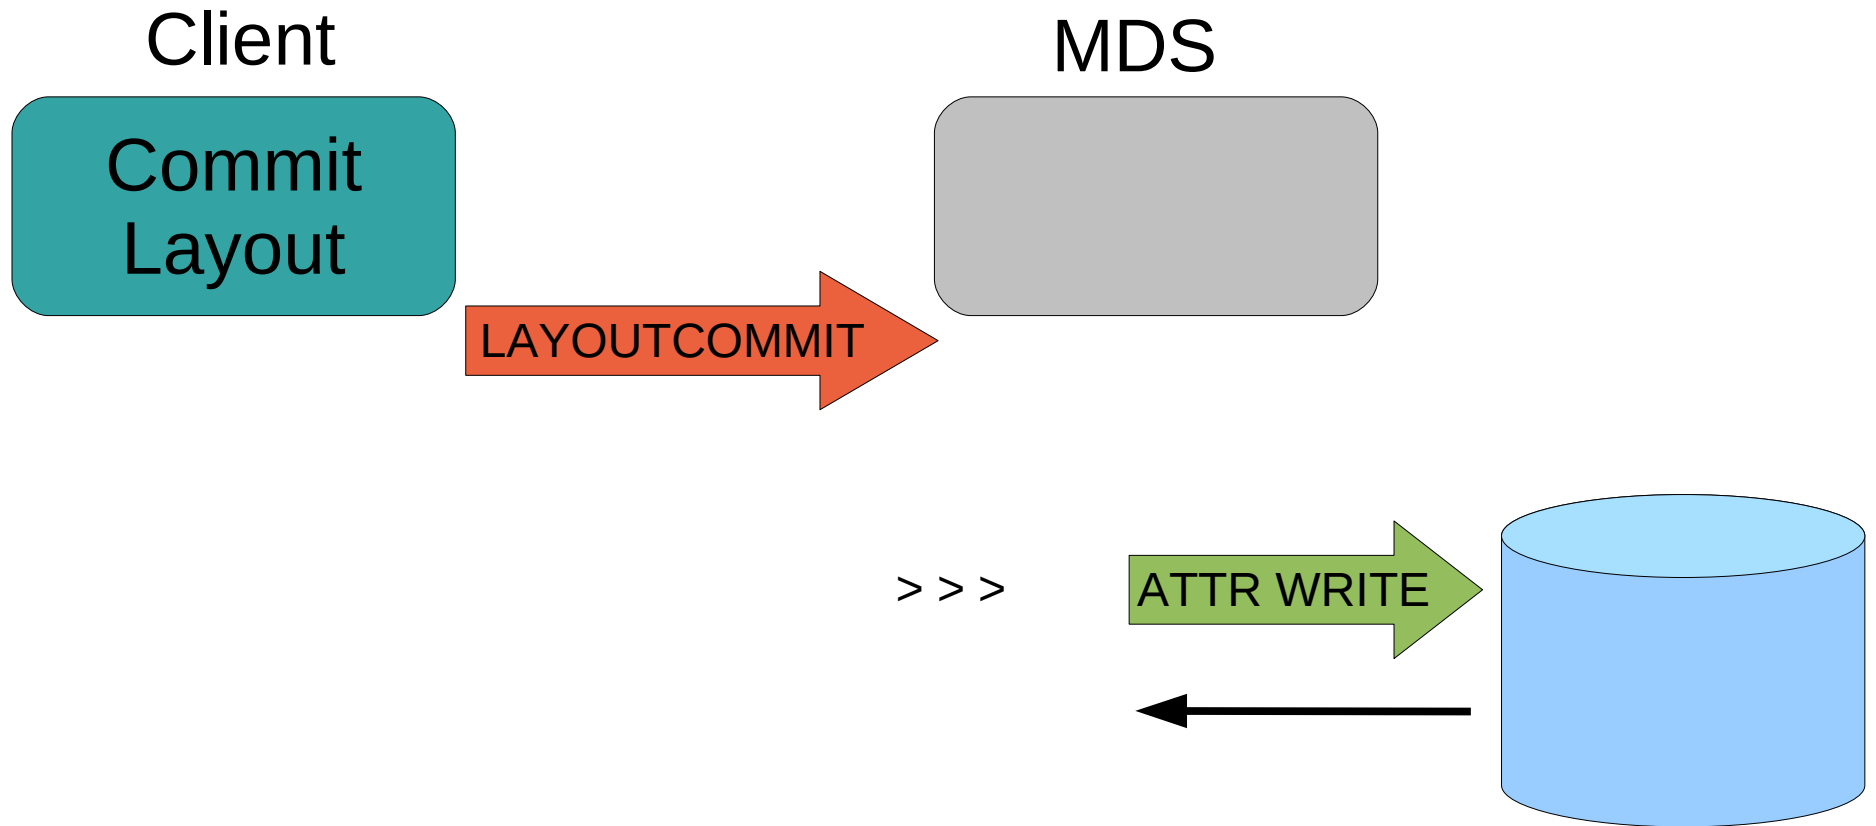 Client
MDS
Commit
Layout
LAYOUTCOMMIT
> > >
ATTR WRITE